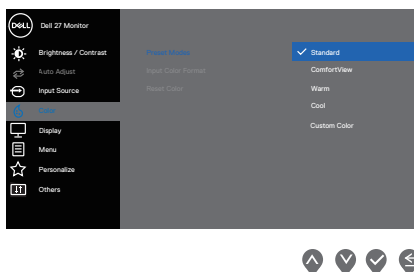 DELL
Dell 27 Monitor
Brightness / Contrast
Auto Adjust
Input Source
Color
Display
Menu
Personalize
Others
Preset Modes
Input Color Format
Reset Color
Standard
ComfortView
Warm
Cool
Custom Color